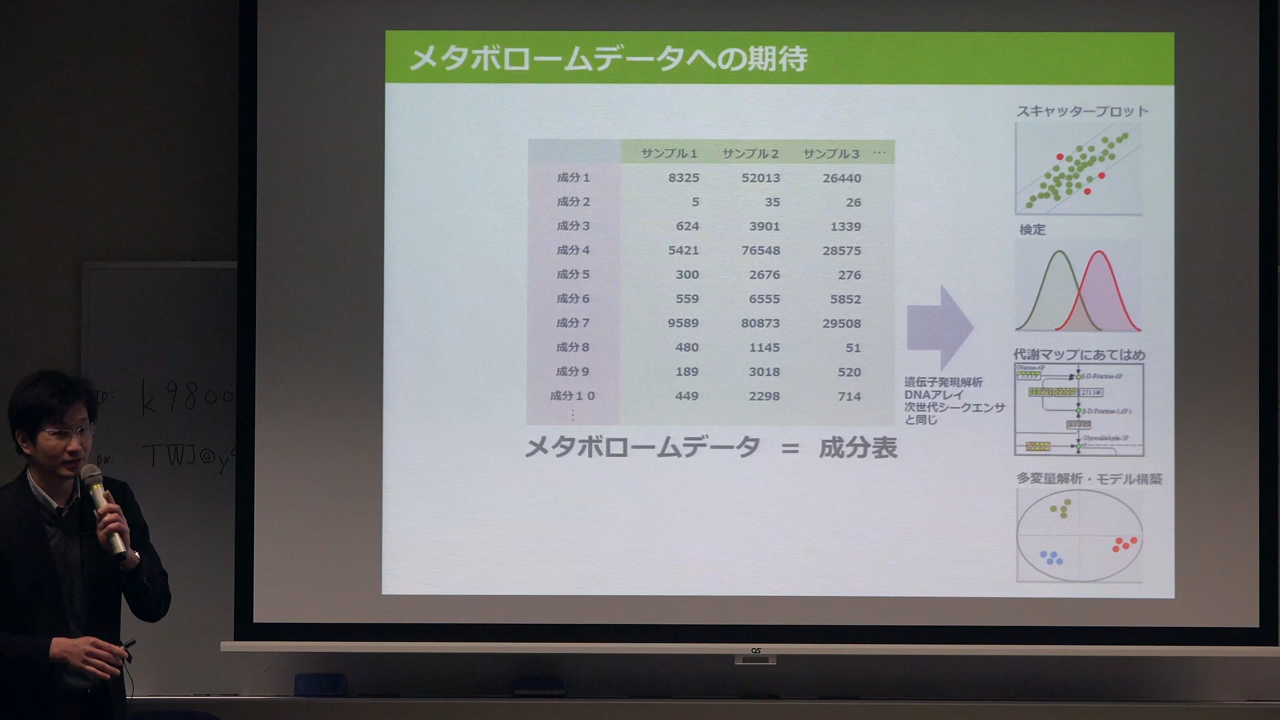 メタボロームデータへの期待
サンプル1 サンプル2 サンプル3 …
成分1 8325 52013 26440
成分2 5 35 26
成分3 624 3901 1339
成分4 5421 76548 28575
成分5 300 2676 276
成分6 559 6555 5852
成分7 9589 80873 29508
成分8 480 1145 51
成分9 189 3018 520
成分10 449 2298 714
⋮
メタボロームデータ = 成分表
遺伝子発現解析
DNAアレイ
次世代シークエンサ
と同じ
スキャッタープロット
検定
代謝マップにあてはめ
β-D-Fructose-6P
多変量解析・モデル構築
ID: k9800
TWJ@y
OS